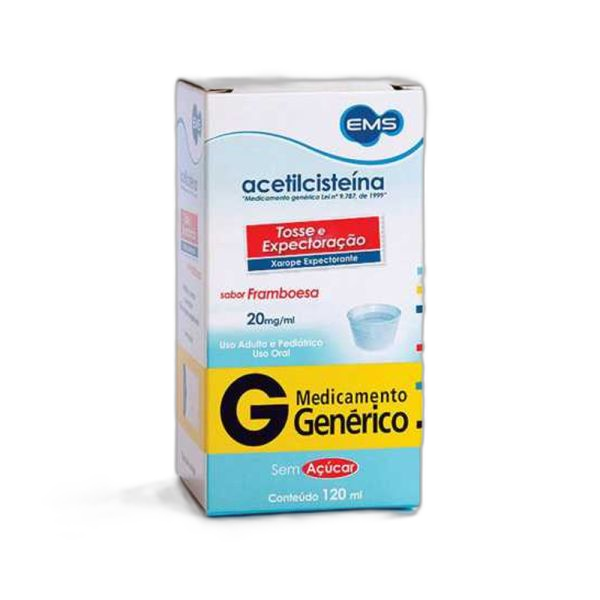 EMS
acetilcisteína
"Medicamento genérico Lei nº 9.787, de 1999"
Tosse e
Expectoração
Xarope Expectorante
sabor Framboesa
20mg/ml
Uso Adulto e Pediátrico
Uso Oral
G Medicamento
Genérico
Sem Açúcar
Conteúdo 120 ml